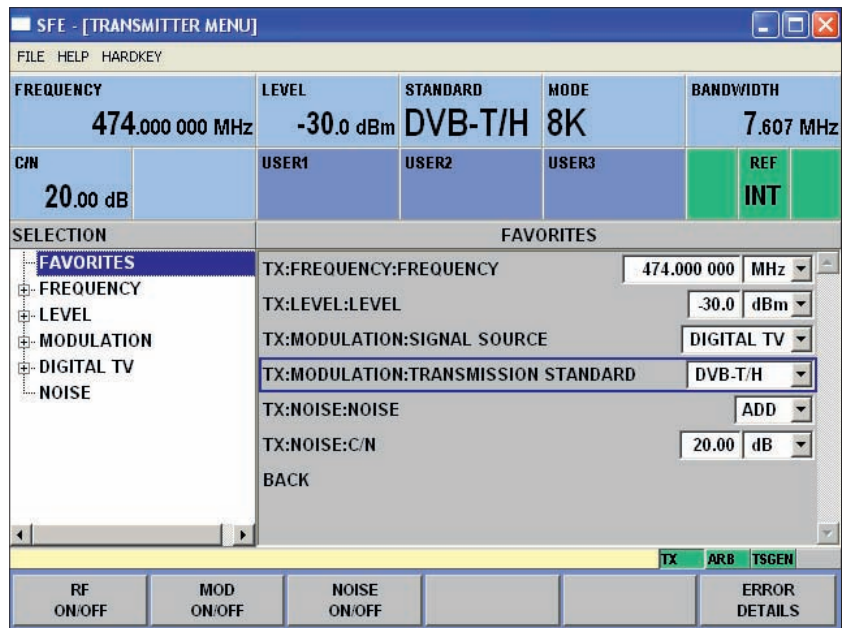 SFE - [TRANSMITTER MENU]
FILE HELP HARDKEY
FREQUENCY
474.000 000 MHz
LEVEL
-30.0 dBm
STANDARD
DVB-T/H
MODE
8K
BANDWIDTH
7.607 MHz
C/N
20.00 dB
USER1
USER2
USER3
REF
INT
SELECTION
FAVORITES
FREQUENCY
LEVEL
MODULATION
DIGITAL TV
NOISE
FAVORITES
TX:FREQUENCY:FREQUENCY 474.000 000 MHz
TX:LEVEL:LEVEL -30.0 dBm
TX:MODULATION:SIGNAL SOURCE DIGITAL TV
TX:MODULATION:TRANSMISSION STANDARD DVB-T/H
TX:NOISE:NOISE ADD
TX:NOISE:C/N 20.00 dB
BACK
TX ARB TSGEN
RF ON/OFF
MOD ON/OFF
NOISE ON/OFF
ERROR DETAILS